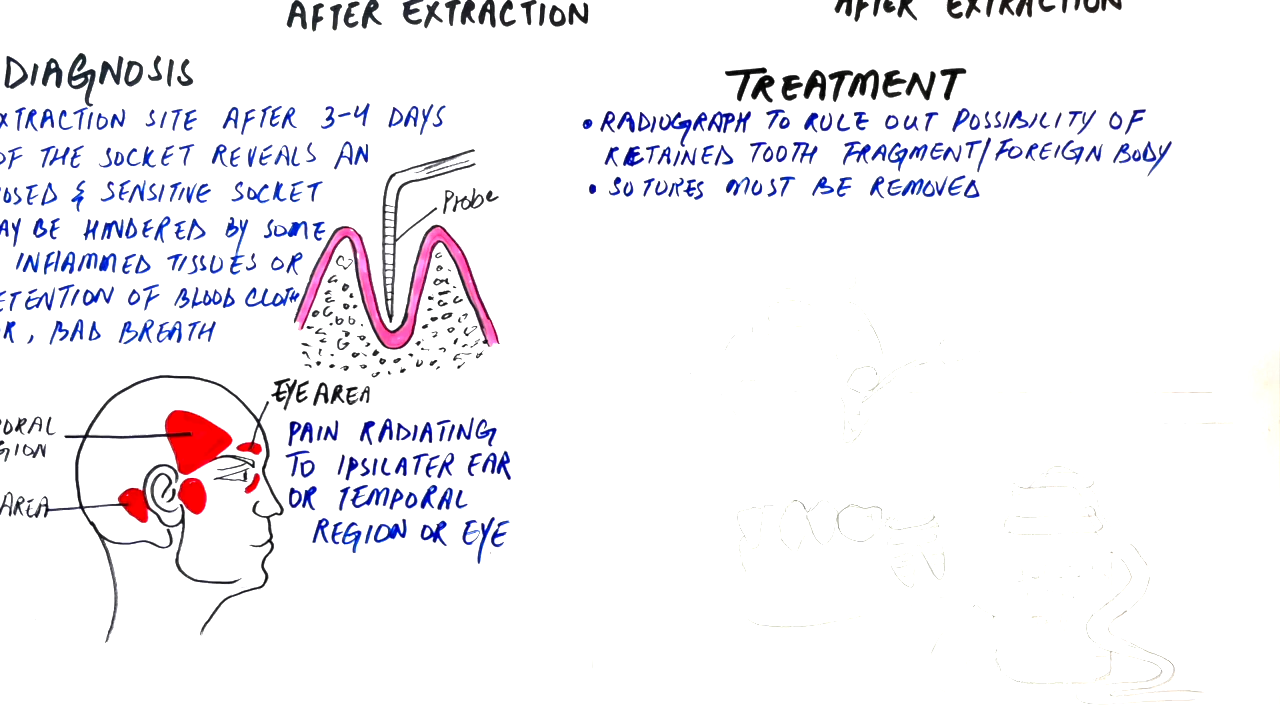 AFTER EXTRACTION
DIAGNOSIS
XTRACTION SITE AFTER 3-4 DAYS
OF THE SOCKET REVEALS AN
OSED & SENSITIVE SOCKET
AY BE HINDERED BY SOME
INFLAMMED TISSUES OR
ETENTION OF BLOOD CLOTH
R, BAD BREATH
Probe
EYE AREA
PORAL
GION
AREA
PAIN RADIATING
TO IPSILATER EAR
OR TEMPORAL
REGION OR EYE
AFTER EXTRACTION
TREATMENT
• RADIOGRAPH TO RULE OUT POSSIBILITY OF
RETAINED TOOTH FRAGMENT/FOREIGN BODY
• SUTURES MUST BE REMOVED